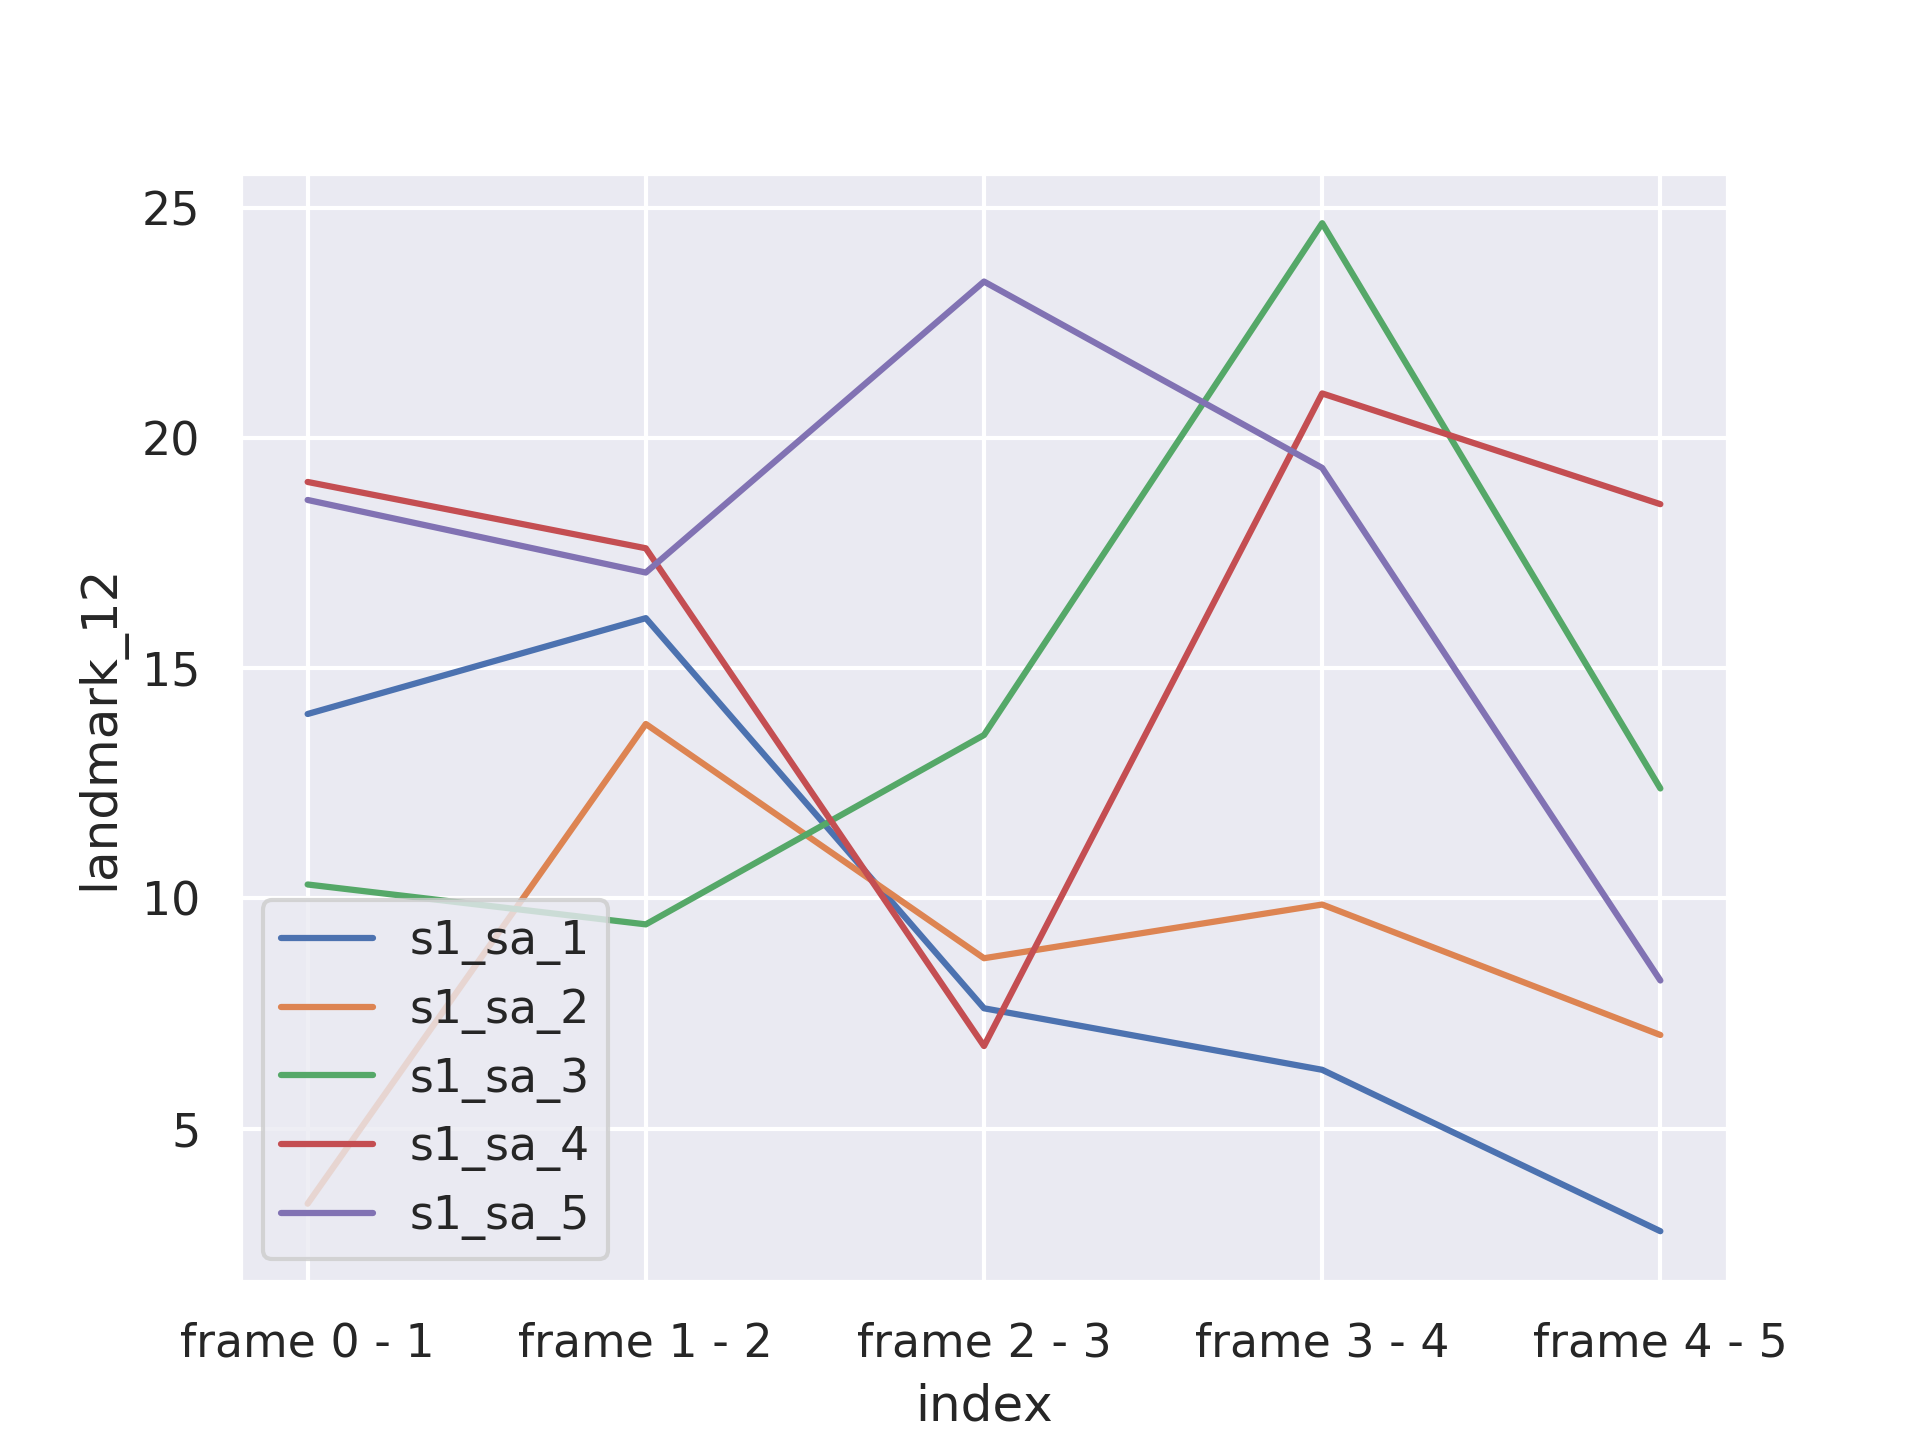 25
20
15
10
5
landmark_12
s1_sa_1
s1_sa_2
s1_sa_3
s1_sa_4
s1_sa_5
frame 0 - 1 frame 1 - 2 frame 2 - 3 frame 3 - 4 frame 4 - 5
index